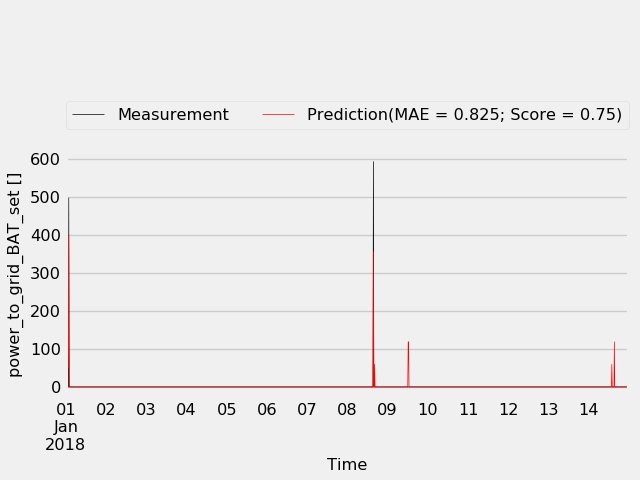 Measurement
Prediction(MAE = 0.825; Score = 0.75)
power_to_grid_BAT_set []
600
500
400
300
200
100
0
01 02 03 04 05 06 07 08 09 10 11 12 13 14
Jan
2018
Time